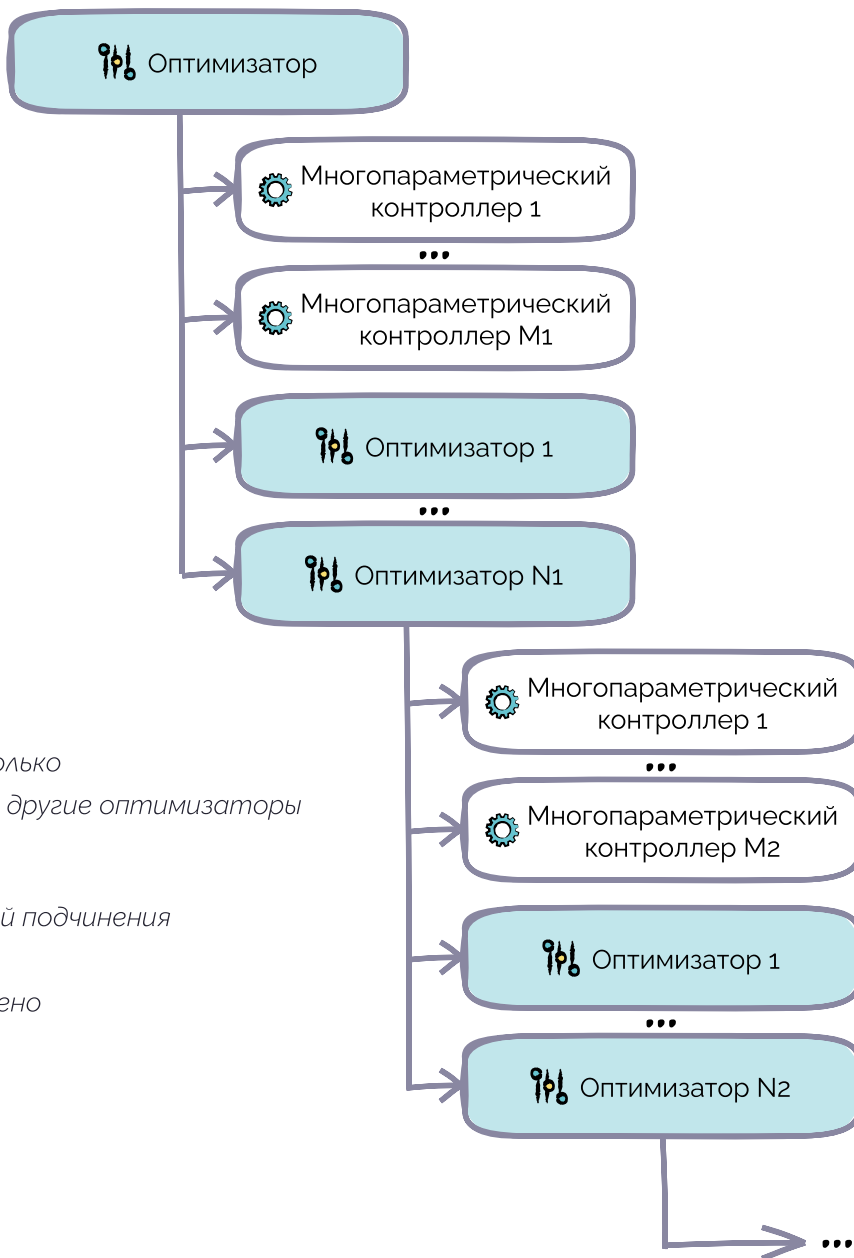 Оптимизатор
Многопараметрический
контроллер 1
...
Многопараметрический
контроллер M1
Оптимизатор 1
...
Оптимизатор N1
Многопараметрический
контроллер 1
...
Многопараметрический
контроллер M2
Оптимизатор 1
...
Оптимизатор N2
...
другие оптимизаторы
подчинения